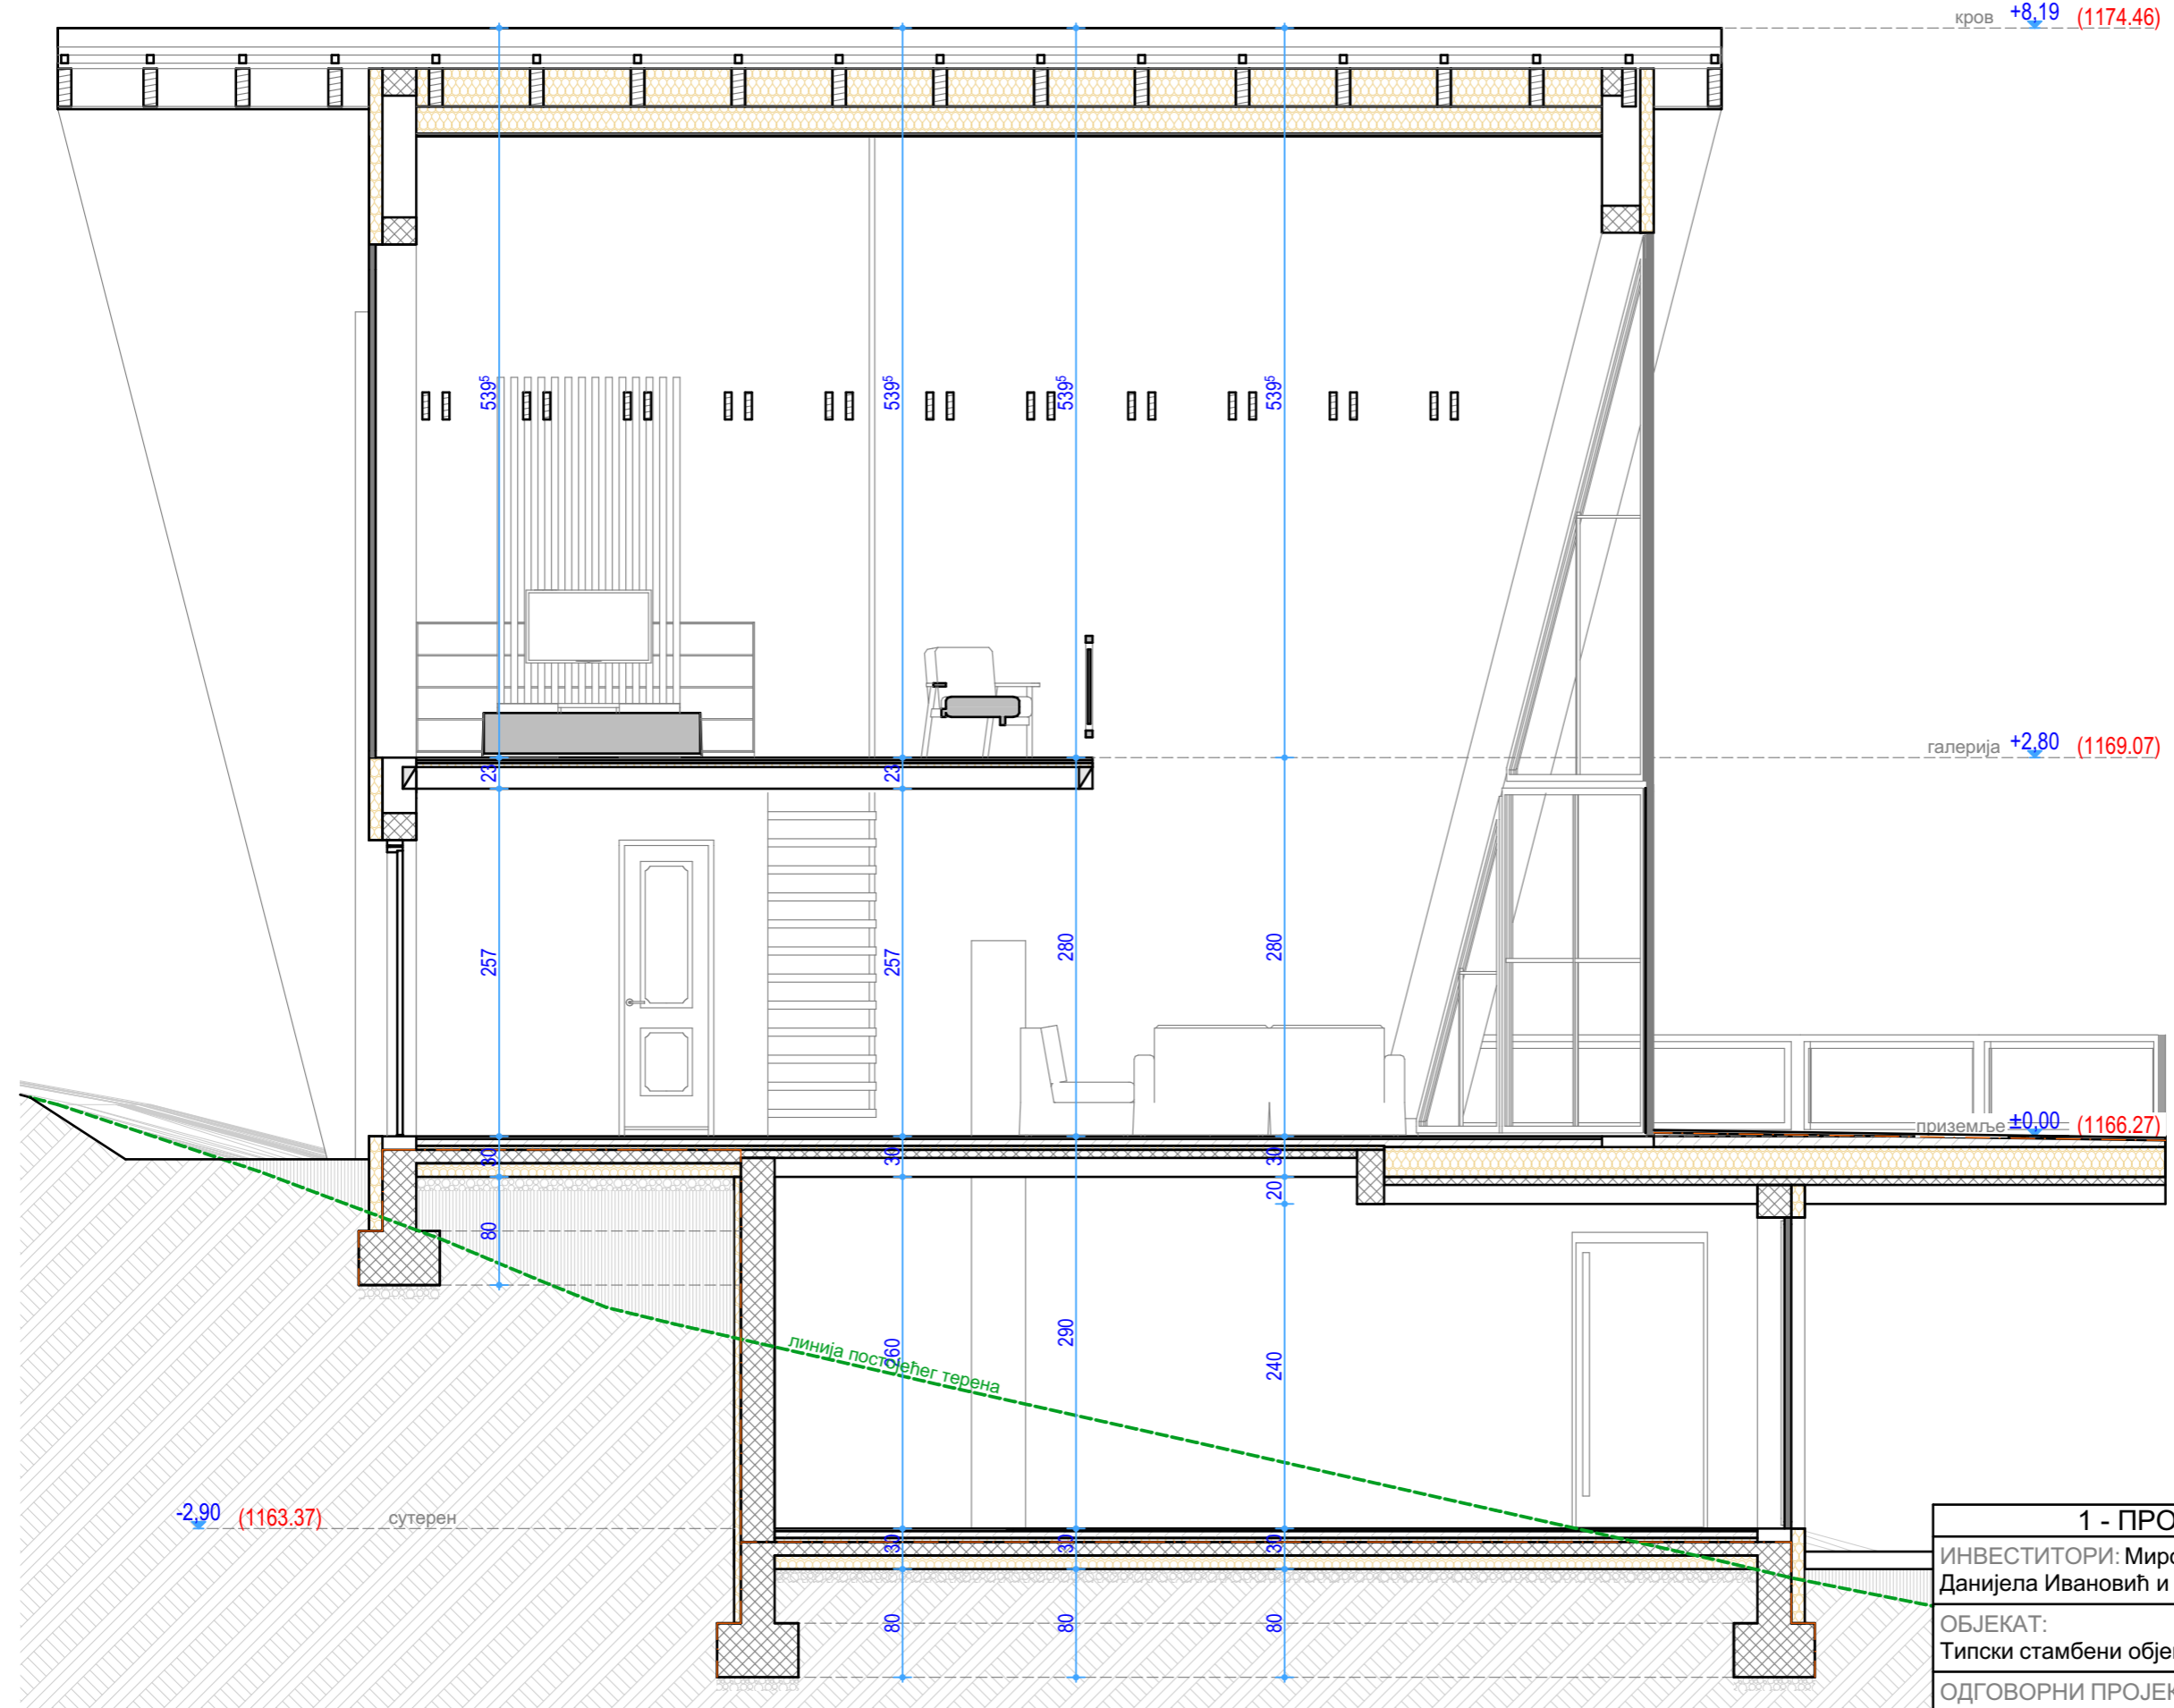 кров +8,19 (1174.46)
539⁵ 539⁵ 539⁵ 539⁵
галерија +2,80 (1169.07)
23 23
257 257 280 280
приземље ±0,00 (1166.27)
30 30 30
20
80
линија постојећег терена
260 290 240
-2,90 (1163.37) сутерен
30 30 30
80 80 80
1 - ПРО
ИНВЕСТИТОРИ: Миро
Данијела Ивановић и
ОБЈЕКАТ:
Типски стамбени објек
ОДГОВОРНИ ПРОЈЕК